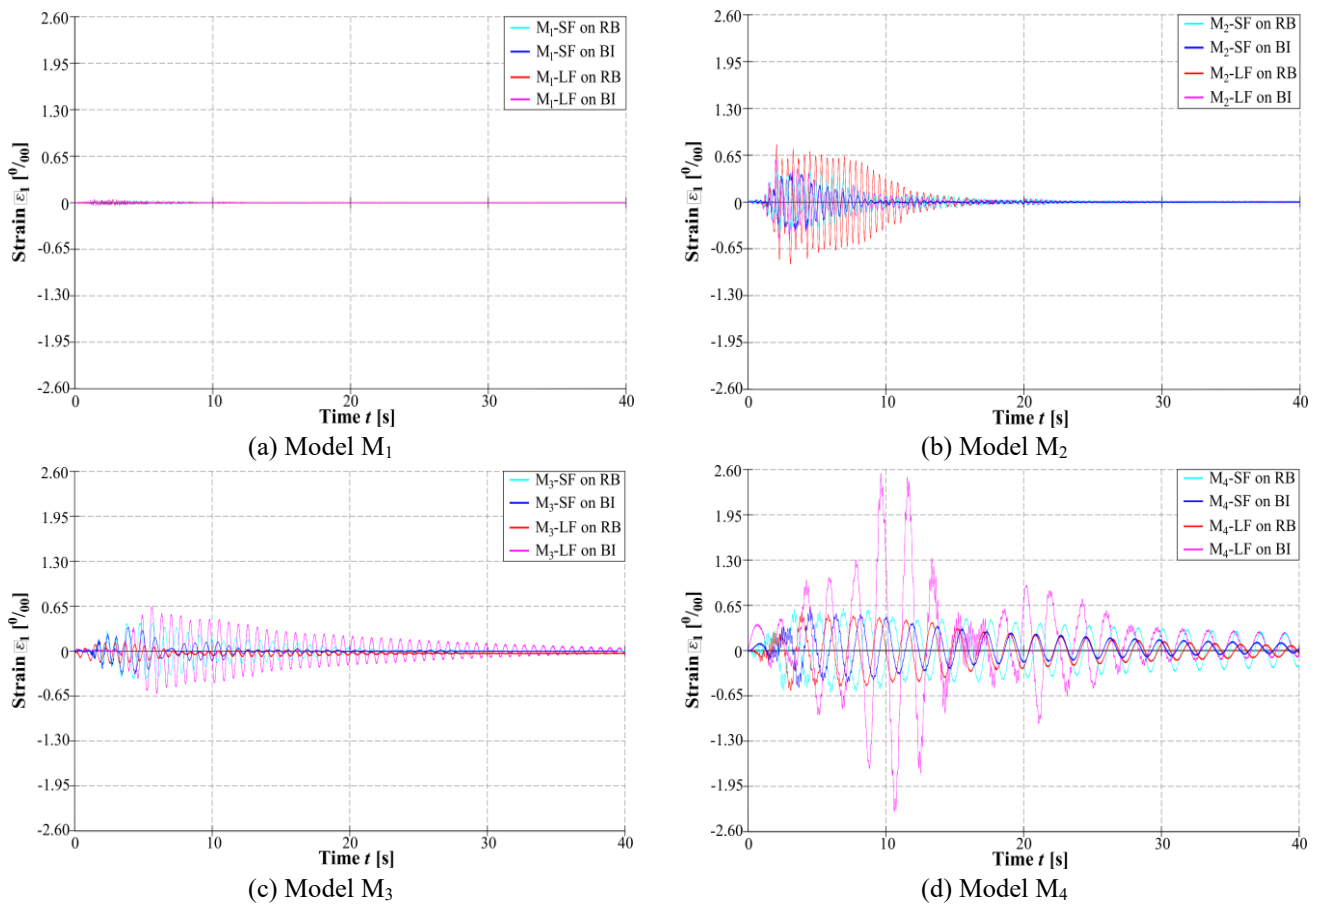 2.60
1.95
1.30
0.65
0
-0.65
-1.30
-1.95
-2.60
Strain ε₁ [⁰/₀₀]
M₁-SF on RB
M₁-SF on BI
M₁-LF on RB
M₁-LF on BI
0 10 20 30 40
Time t [s]
(a) Model M₁
2.60
1.95
1.30
0.65
0
-0.65
-1.30
-1.95
-2.60
Strain ε₁ [⁰/₀₀]
M₂-SF on RB
M₂-SF on BI
M₂-LF on RB
M₂-LF on BI
0 10 20 30 40
Time t [s]
(b) Model M₂
2.60
1.95
1.30
0.65
0
-0.65
-1.30
-1.95
-2.60
Strain ε₁ [⁰/₀₀]
M₃-SF on RB
M₃-SF on BI
M₃-LF on RB
M₃-LF on BI
0 10 20 30 40
Time t [s]
(c) Model M₃
2.60
1.95
1.30
0.65
0
-0.65
-1.30
-1.95
-2.60
Strain ε₁ [⁰/₀₀]
M₄-SF on RB
M₄-SF on BI
M₄-LF on RB
M₄-LF on BI
0 10 20 30 40
Time t [s]
(d) Model M₄